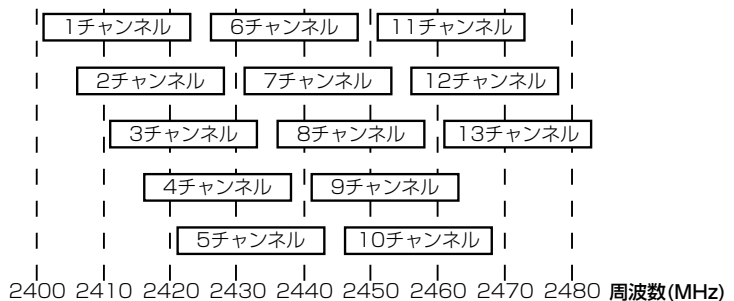 1チャンネル 6チャンネル 11チャンネル
2チャンネル 7チャンネル 12チャンネル
3チャンネル 8チャンネル 13チャンネル
4チャンネル 9チャンネル
5チャンネル 10チャンネル
2400 2410 2420 2430 2440 2450 2460 2470 2480 周波数(MHz)